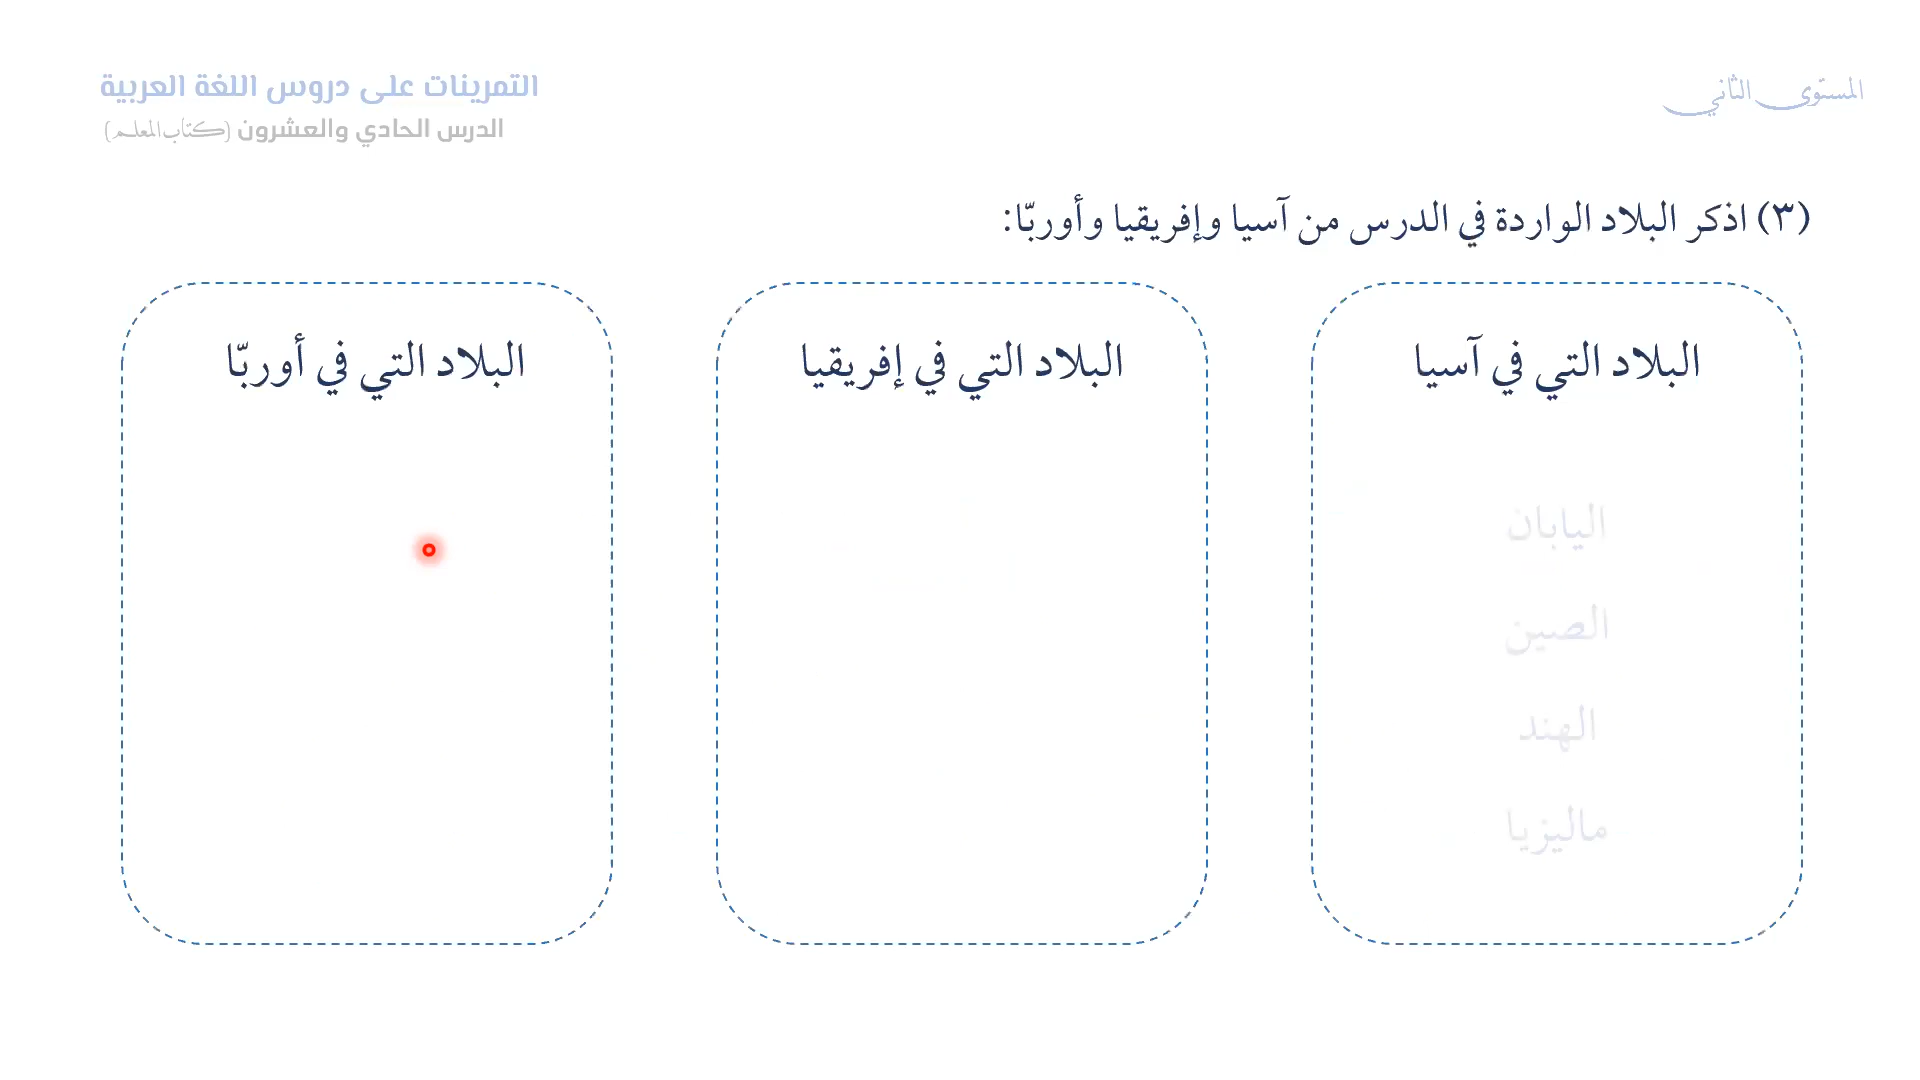 المستوى الثاني
التمرينات على دروس اللغة العربية
الدرس الحادي والعشرون (كتاب المعلم)
(٣) اذكر البلاد الواردة في الدرس من آسيا وإفريقيا وأوربّا:
البلاد التي في آسيا
اليابان
الصين
الهند
ماليزيا
البلاد التي في إفريقيا
البلاد التي في أوربّا